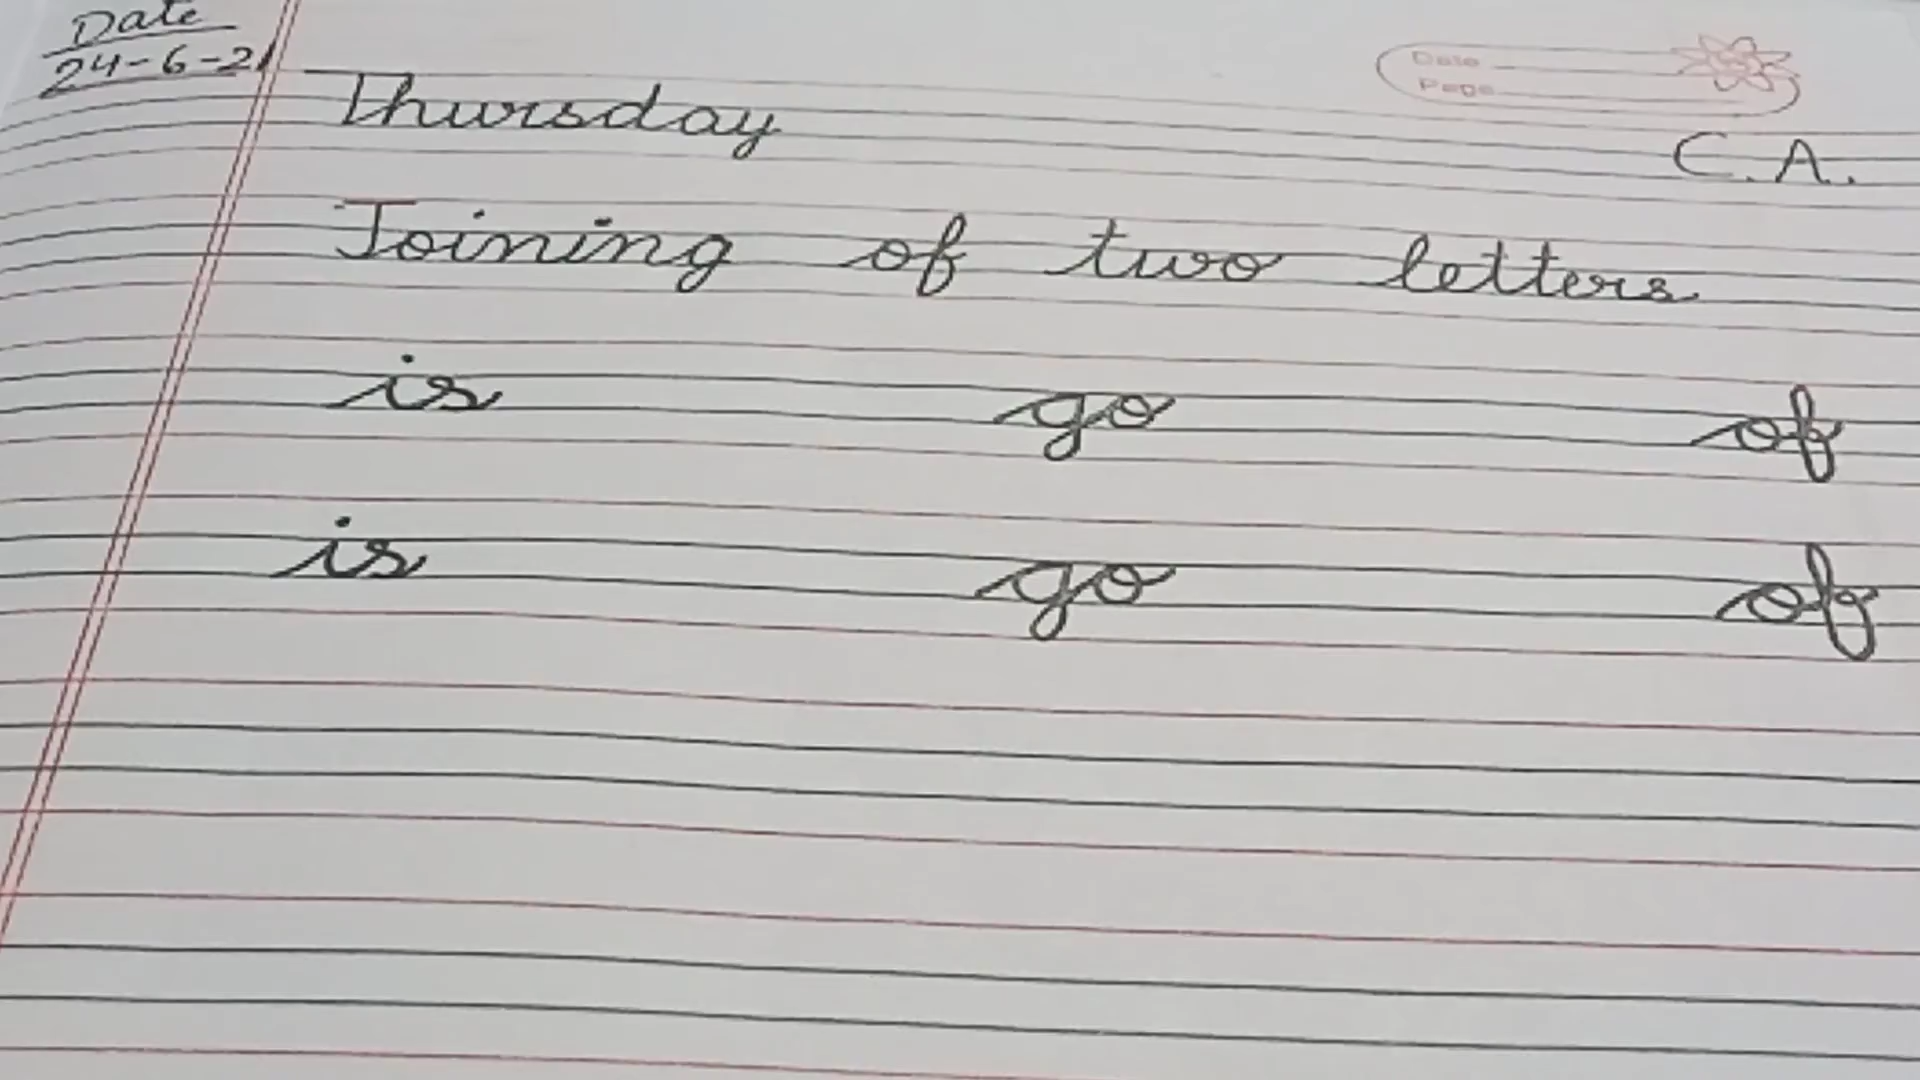 Date
24-6-21
Date
Page
Thursday
C.A.
Joining of two letters
is go of
is go of